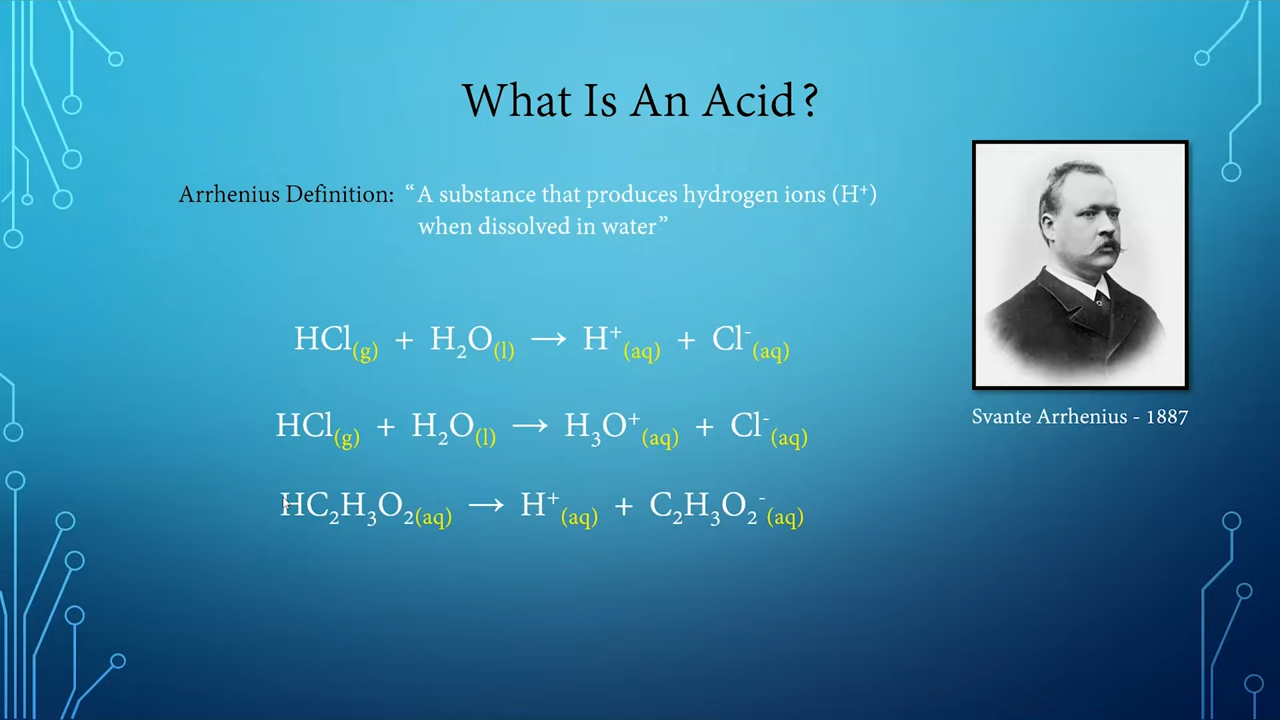 What Is An Acid?
Arrhenius Definition: “A substance that produces hydrogen ions (H⁺)
when dissolved in water”
HCl(g) + H₂O(l) → H⁺(aq) + Cl⁻(aq)
HCl(g) + H₂O(l) → H₃O⁺(aq) + Cl⁻(aq)
HC₂H₃O₂(aq) → H⁺(aq) + C₂H₃O₂⁻(aq)
Svante Arrhenius - 1887